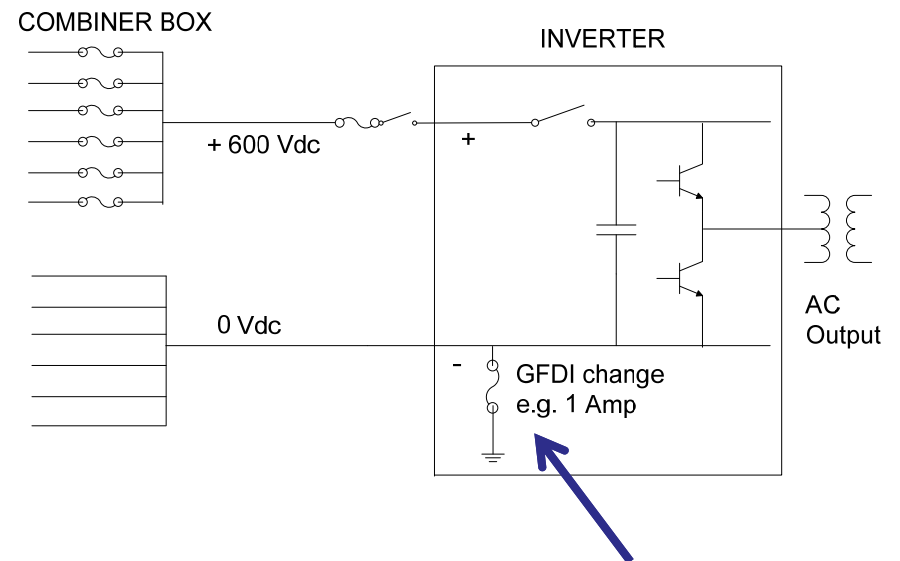 COMBINER BOX
INVERTER
+ 600 Vdc
+
0 Vdc
-
GFDI change
e.g. 1 Amp
AC
Output